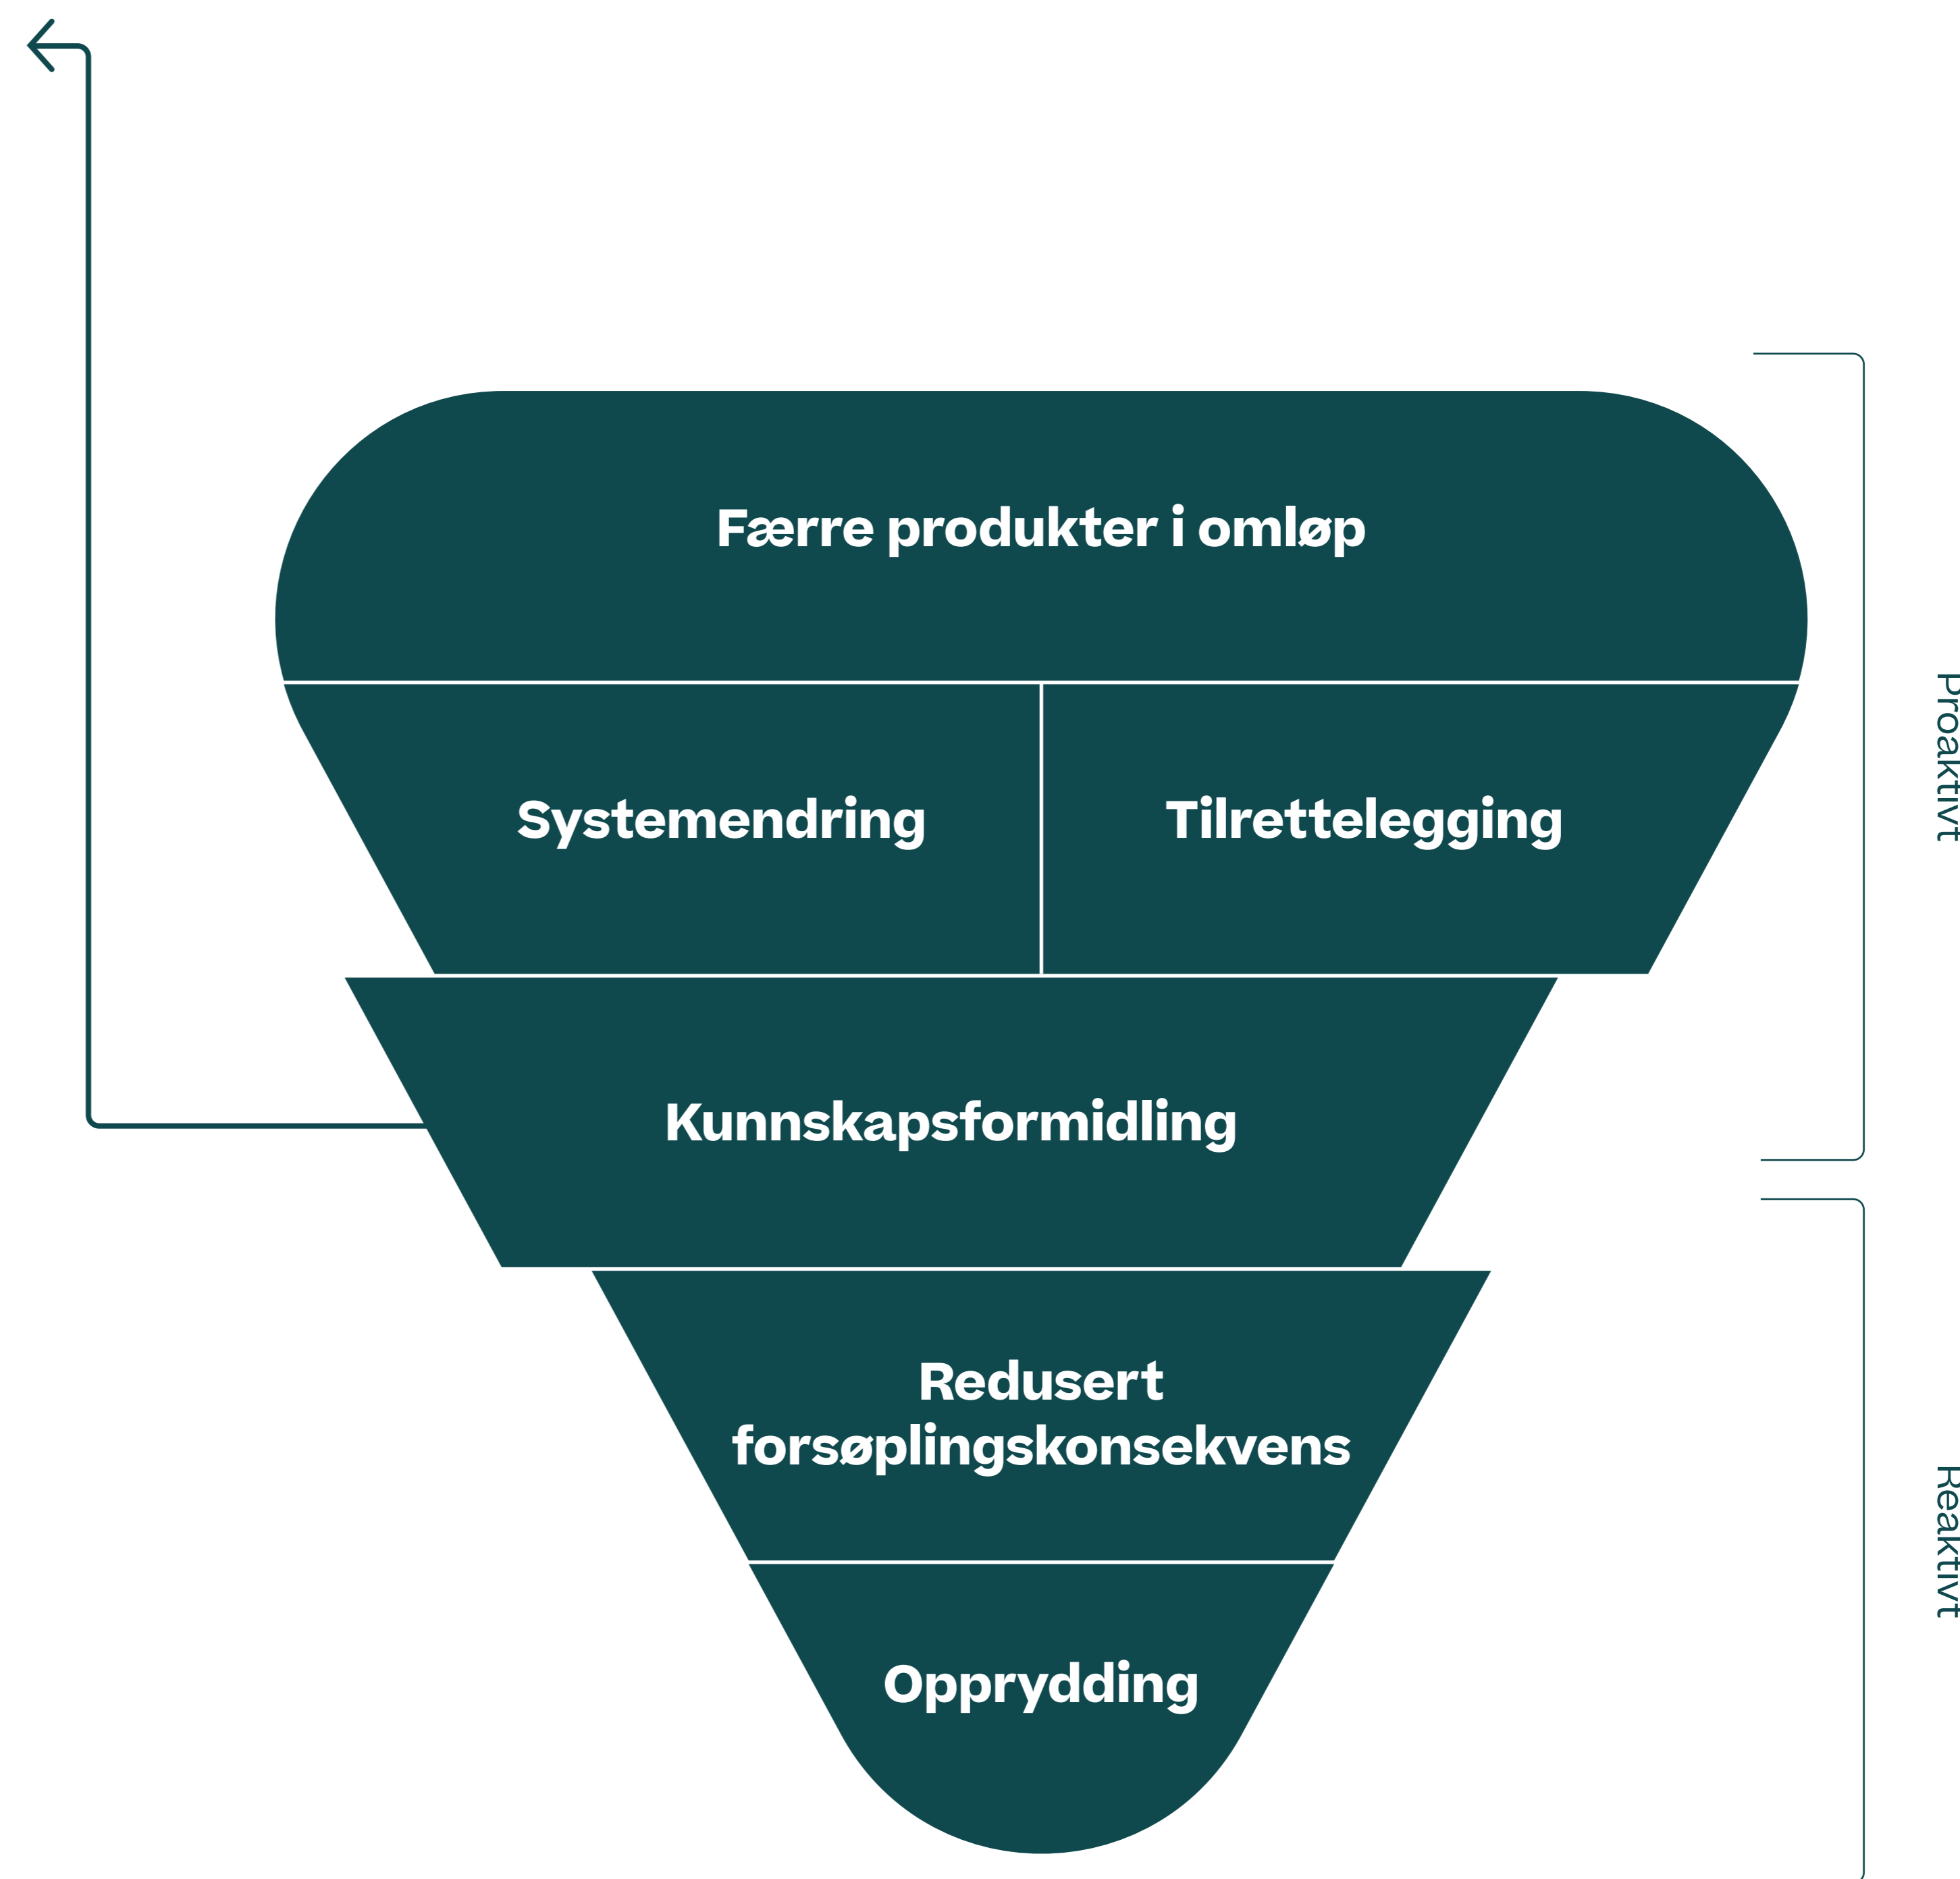 Færre produkter i omløp
Systemendring
Tilrettelegging
Proaktivt
Kunnskapsformidling
Redusert
forsøplingskonsekvens
Reaktivt
Opprydding